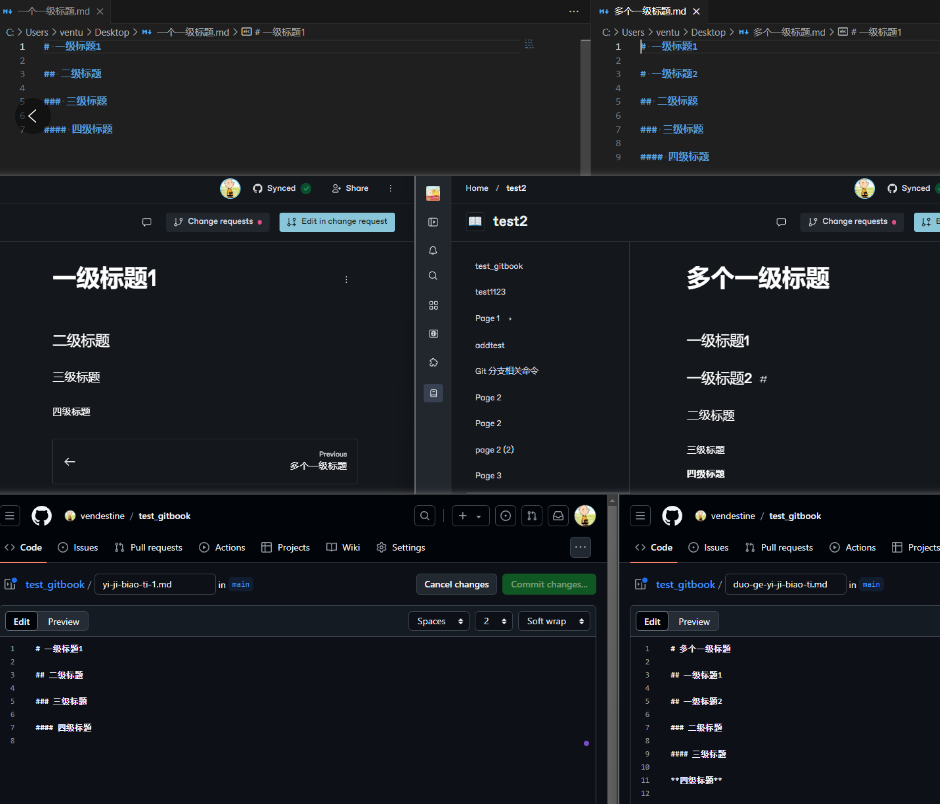 一个一级标题.md
C: > Users > ventu > Desktop > 一个一级标题.md > # 一级标题1
1 # 一级标题1
2
3 ## 二级标题
4
5 ### 三级标题
6
7 #### 四级标题
多个一级标题.md
C: > Users > ventu > Desktop > 多个一级标题.md > # 一级标题1
1 # 一级标题1
2
3 # 一级标题2
4
5 ## 二级标题
6
7 ### 三级标题
8
9 #### 四级标题
Synced Share
Change requests Edit in change request
一级标题1
二级标题
三级标题
四级标题
Previous
多个一级标题
Home / test2
Synced
test2
Change requests E
test_gitbook
test1123
Page 1
addtest
Git 分支相关命令
Page 2
Page 2
page 2 (2)
Page 3
多个一级标题
一级标题1
一级标题2 #
二级标题
三级标题
四级标题
vendestine / test_gitbook
Code Issues Pull requests Actions Projects Wiki Settings
test_gitbook / yi-ji-biao-ti-1.md in main Cancel changes Commit changes...
Edit Preview Spaces 2 Soft wrap
1 # 一级标题1
2
3 ## 二级标题
4
5 ### 三级标题
6
7 #### 四级标题
8
vendestine / test_gitbook
Code Issues Pull requests Actions Projects
test_gitbook / duo-ge-yi-ji-biao-ti.md in main
Edit Preview
1 # 多个一级标题
2
3 ## 一级标题1
4
5 ## 一级标题2
6
7 ### 二级标题
8
9 #### 三级标题
10
11 **四级标题**
12